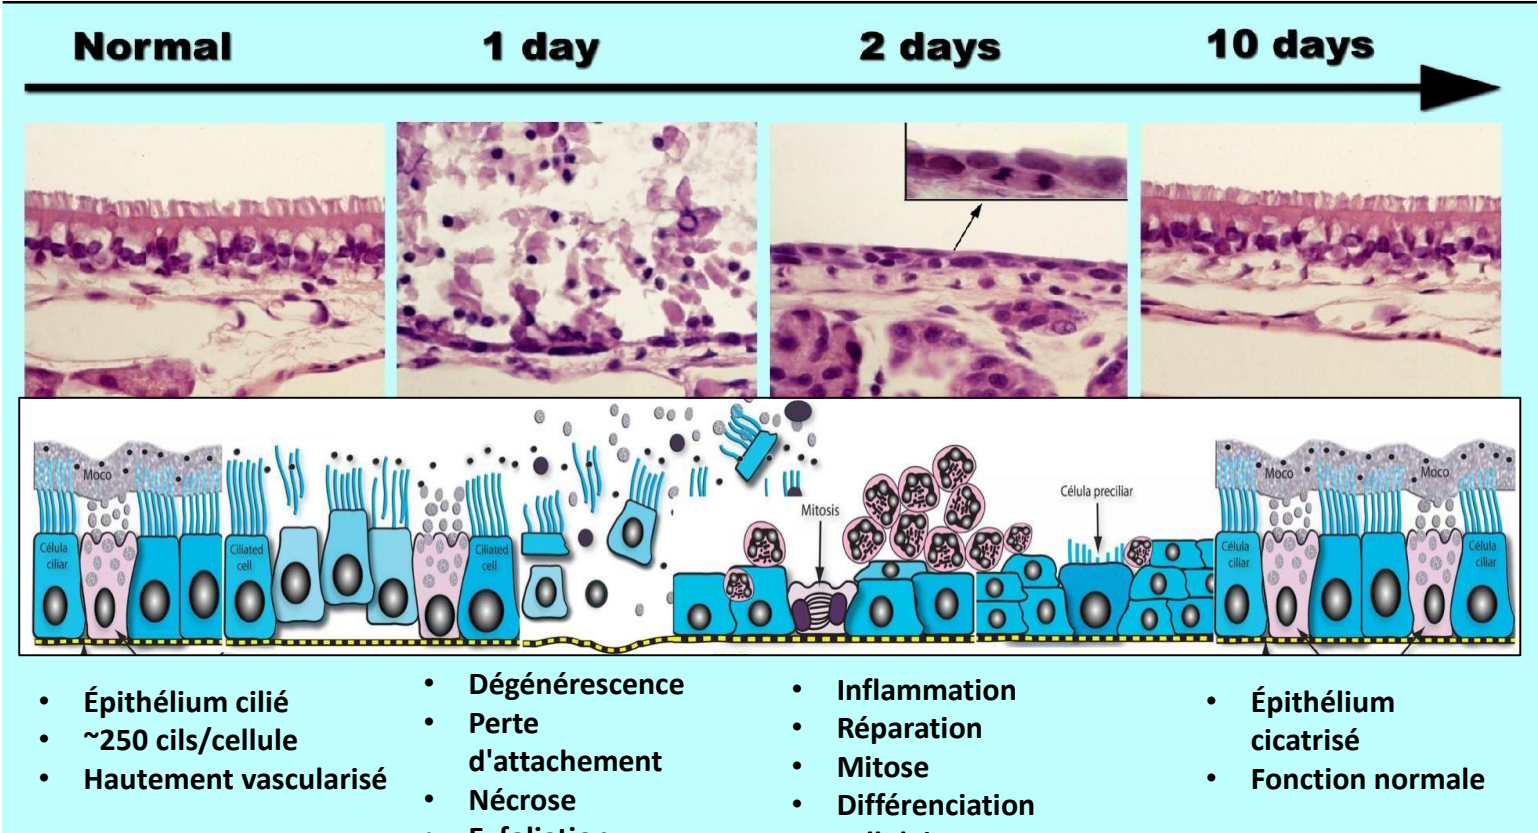 Normal
1 day
2 days
10 days
Moco
Célula
ciliar
Ciliated
cell
Ciliated
cell
Mitosis
Célula preciliar
Moco
Moco
Célula
ciliar
Célula
ciliar
• Épithélium cilié
• ~250 cils/cellule
• Hautement vascularisé
• Dégénérescence
• Perte
d'attachement
• Nécrose
• Inflammation
• Réparation
• Mitose
• Différenciation
• Épithélium
cicatrisé
• Fonction normale